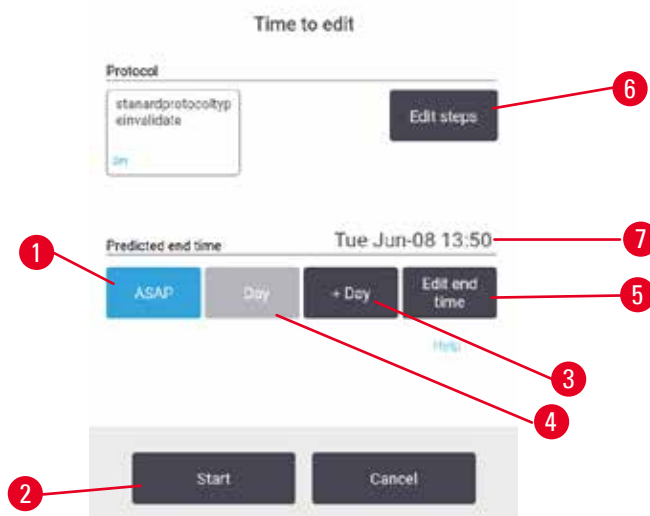 Time to edit
Protocol
stanardprotocoltyp
einvalidate
Edit steps
6
Predicted end time
Tue Jun-08 13:50
7
1
ASAP
Day
+ Day
Edit end
time
5
Help
3
4
Start
Cancel
2